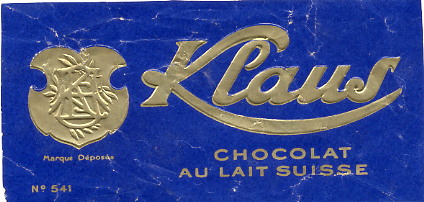 Klaus
Marque Déposée
CHOCOLAT
AU LAIT SUISSE
Nº 541